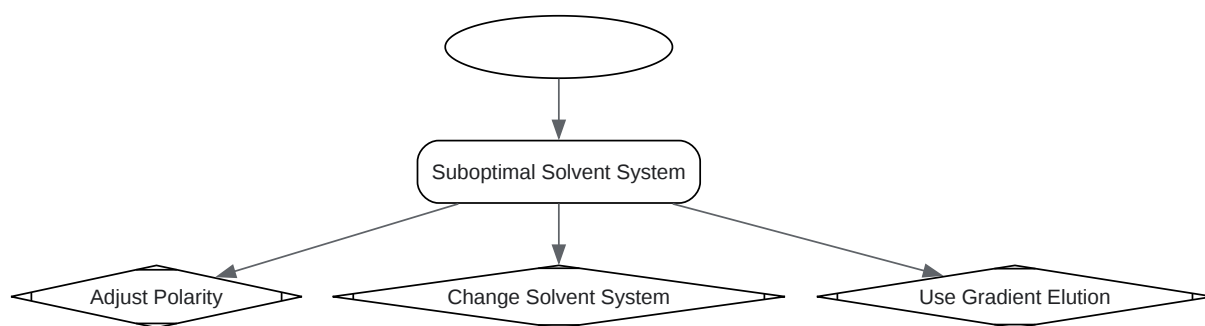 Suboptimal Solvent System
Adjust Polarity
Change Solvent System
Use Gradient Elution